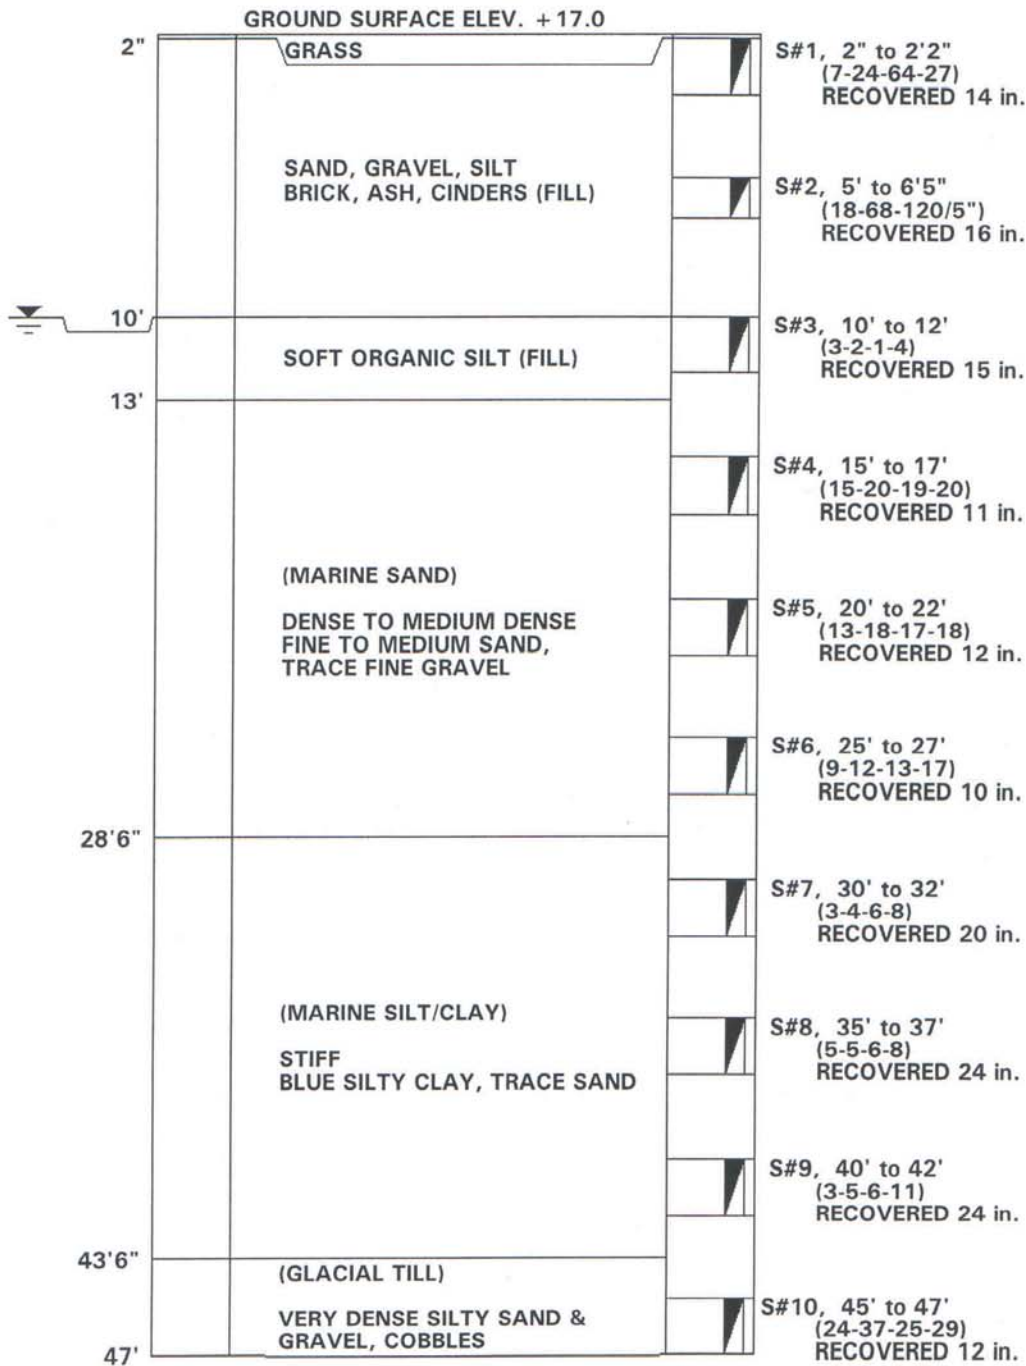 GROUND SURFACE ELEV. +17.0
2"
GRASS
S#1, 2" to 2'2"
(7-24-64-27)
RECOVERED 14 in.
SAND, GRAVEL, SILT
BRICK, ASH, CINDERS (FILL)
S#2, 5' to 6'5"
(18-68-120/5")
RECOVERED 16 in.
10'
S#3, 10' to 12'
(3-2-1-4)
RECOVERED 15 in.
SOFT ORGANIC SILT (FILL)
13'
S#4, 15' to 17'
(15-20-19-20)
RECOVERED 11 in.
(MARINE SAND)
DENSE TO MEDIUM DENSE
FINE TO MEDIUM SAND,
TRACE FINE GRAVEL
S#5, 20' to 22'
(13-18-17-18)
RECOVERED 12 in.
S#6, 25' to 27'
(9-12-13-17)
RECOVERED 10 in.
28'6"
S#7, 30' to 32'
(3-4-6-8)
RECOVERED 20 in.
(MARINE SILT/CLAY)
STIFF
BLUE SILTY CLAY, TRACE SAND
S#8, 35' to 37'
(5-5-6-8)
RECOVERED 24 in.
S#9, 40' to 42'
(3-5-6-11)
RECOVERED 24 in.
43'6"
(GLACIAL TILL)
VERY DENSE SILTY SAND &
GRAVEL, COBBLES
S#10, 45' to 47'
(24-37-25-29)
RECOVERED 12 in.
47'